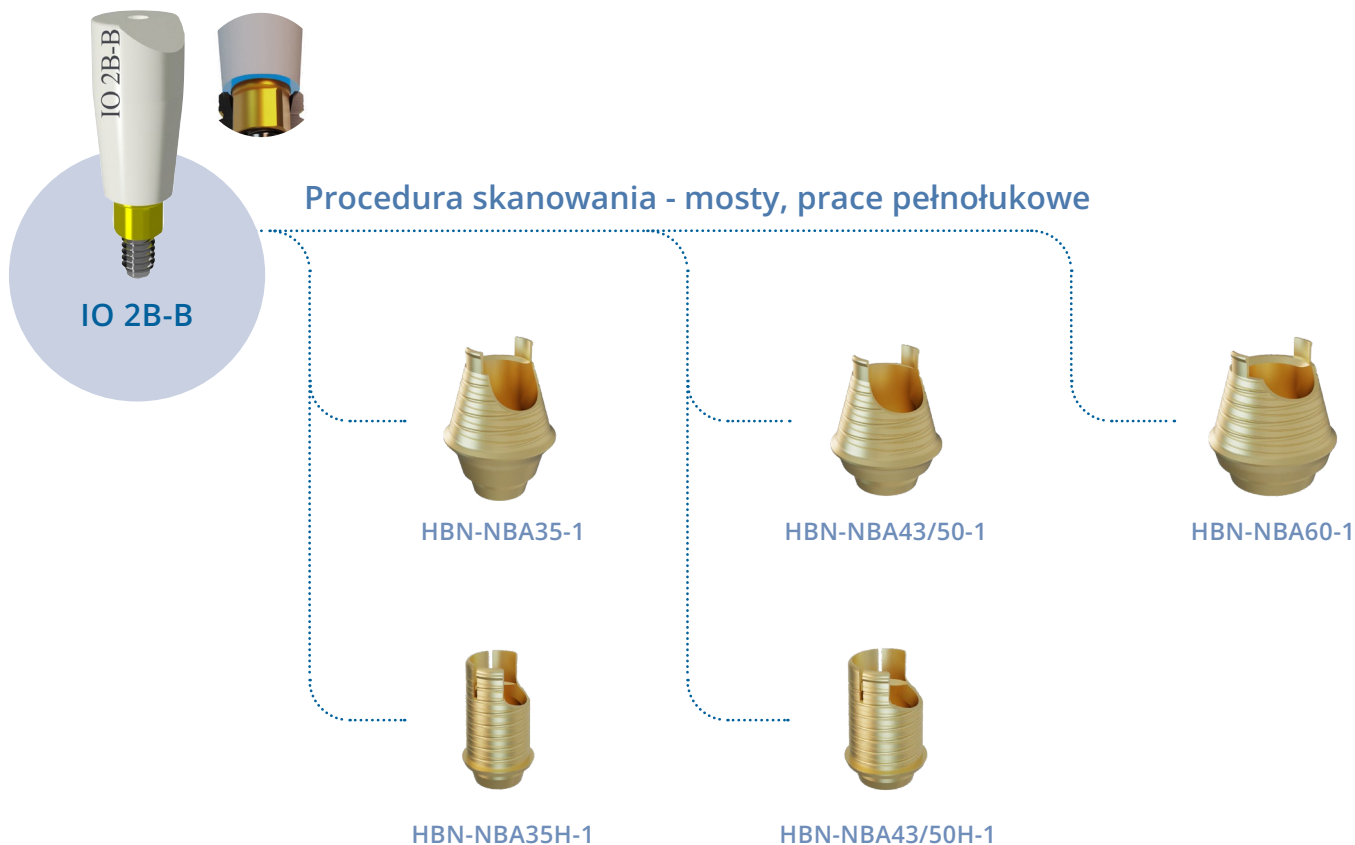 IO 2B-B
Procedura skanowania - mosty, prace pełnołukowe
IO 2B-B
HBN-NBA35-1
HBN-NBA43/50-1
HBN-NBA60-1
HBN-NBA35H-1
HBN-NBA43/50H-1